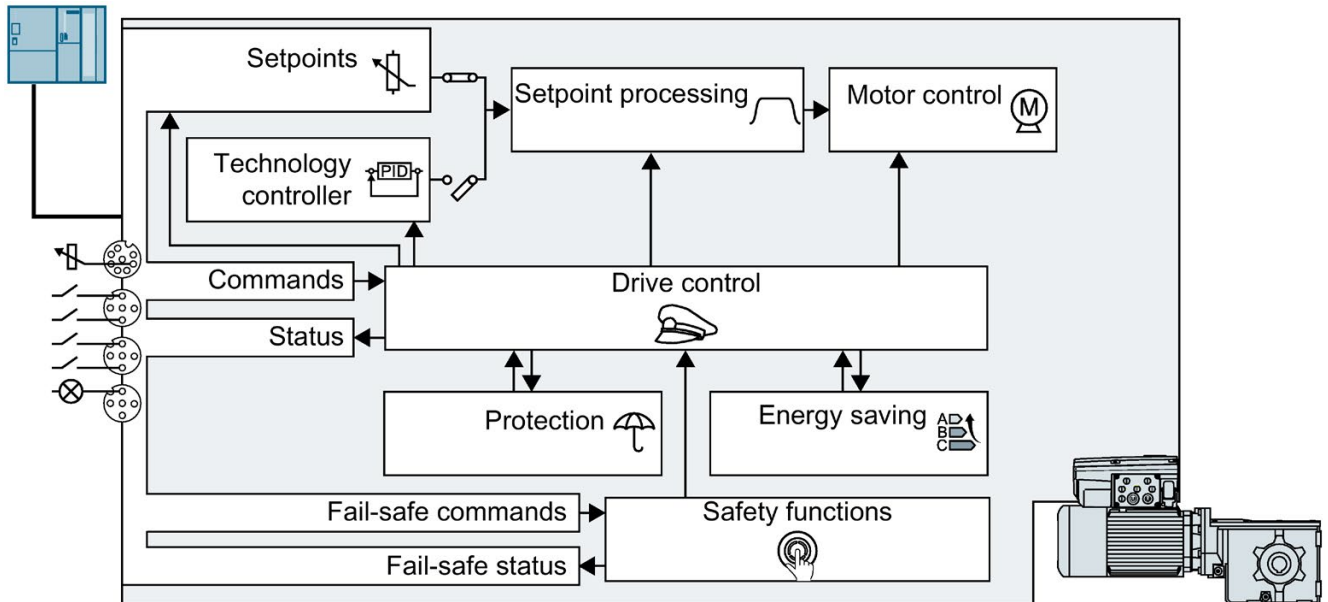 Setpoints
Setpoint processing
Motor control
M
Technology
controller
PID
Commands
Drive control
Status
Protection
Energy saving
A
B
C
Fail-safe commands
Safety functions
Fail-safe status